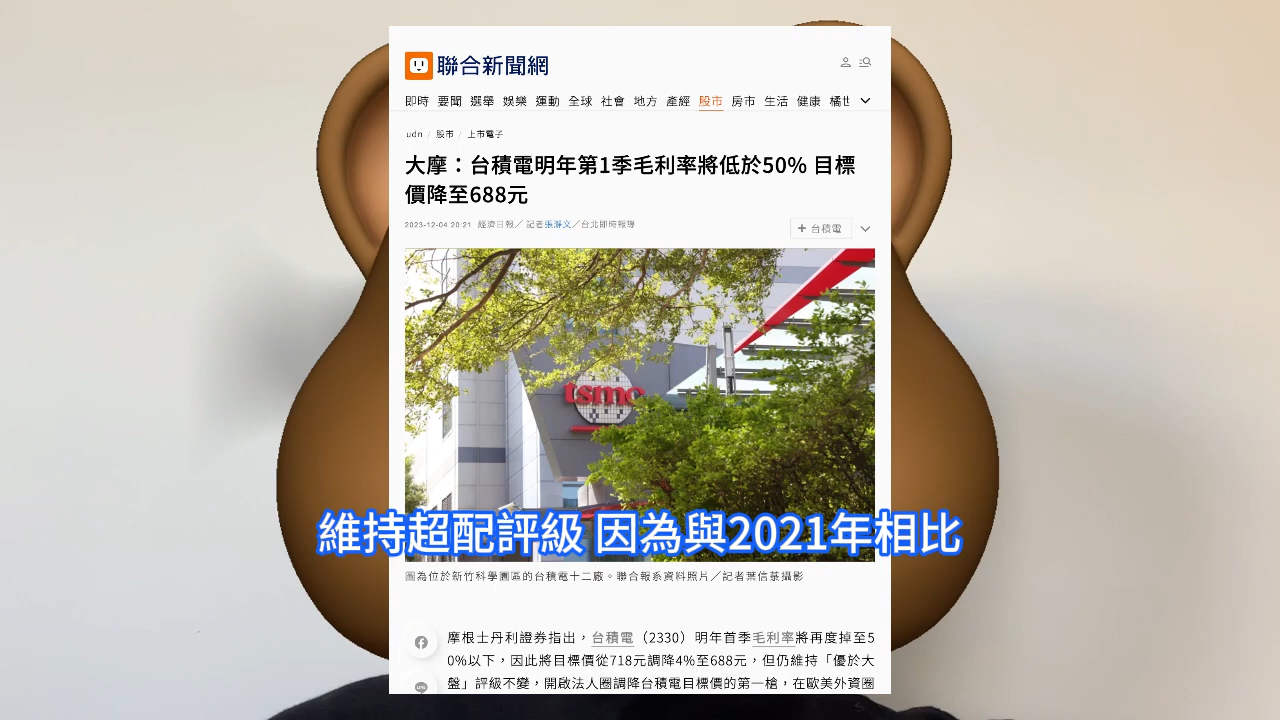 聯合新聞網
即時 要聞 選舉 娛樂 運動 全球 社會 地方 產經 股市 房市 生活 健康 橘世
udn / 股市 / 上市電子
大摩：台積電明年第1季毛利率將低於50% 目標
價降至688元
2023-12-04 20:21 經濟日報／ 記者張瀞文／台北即時報導
+ 台積電
tsmc
維持超配評級 因為與2021年相比
圖為位於新竹科學園區的台積電十二廠。聯合報系資料照片／記者葉信菉攝影
摩根士丹利證券指出，台積電（2330）明年首季毛利率將再度掉至5
0%以下，因此將目標價從718元調降4%至688元，但仍維持「優於大
盤」評級不變，開啟法人圈調降台積電目標價的第一槍，在歐美外資圈